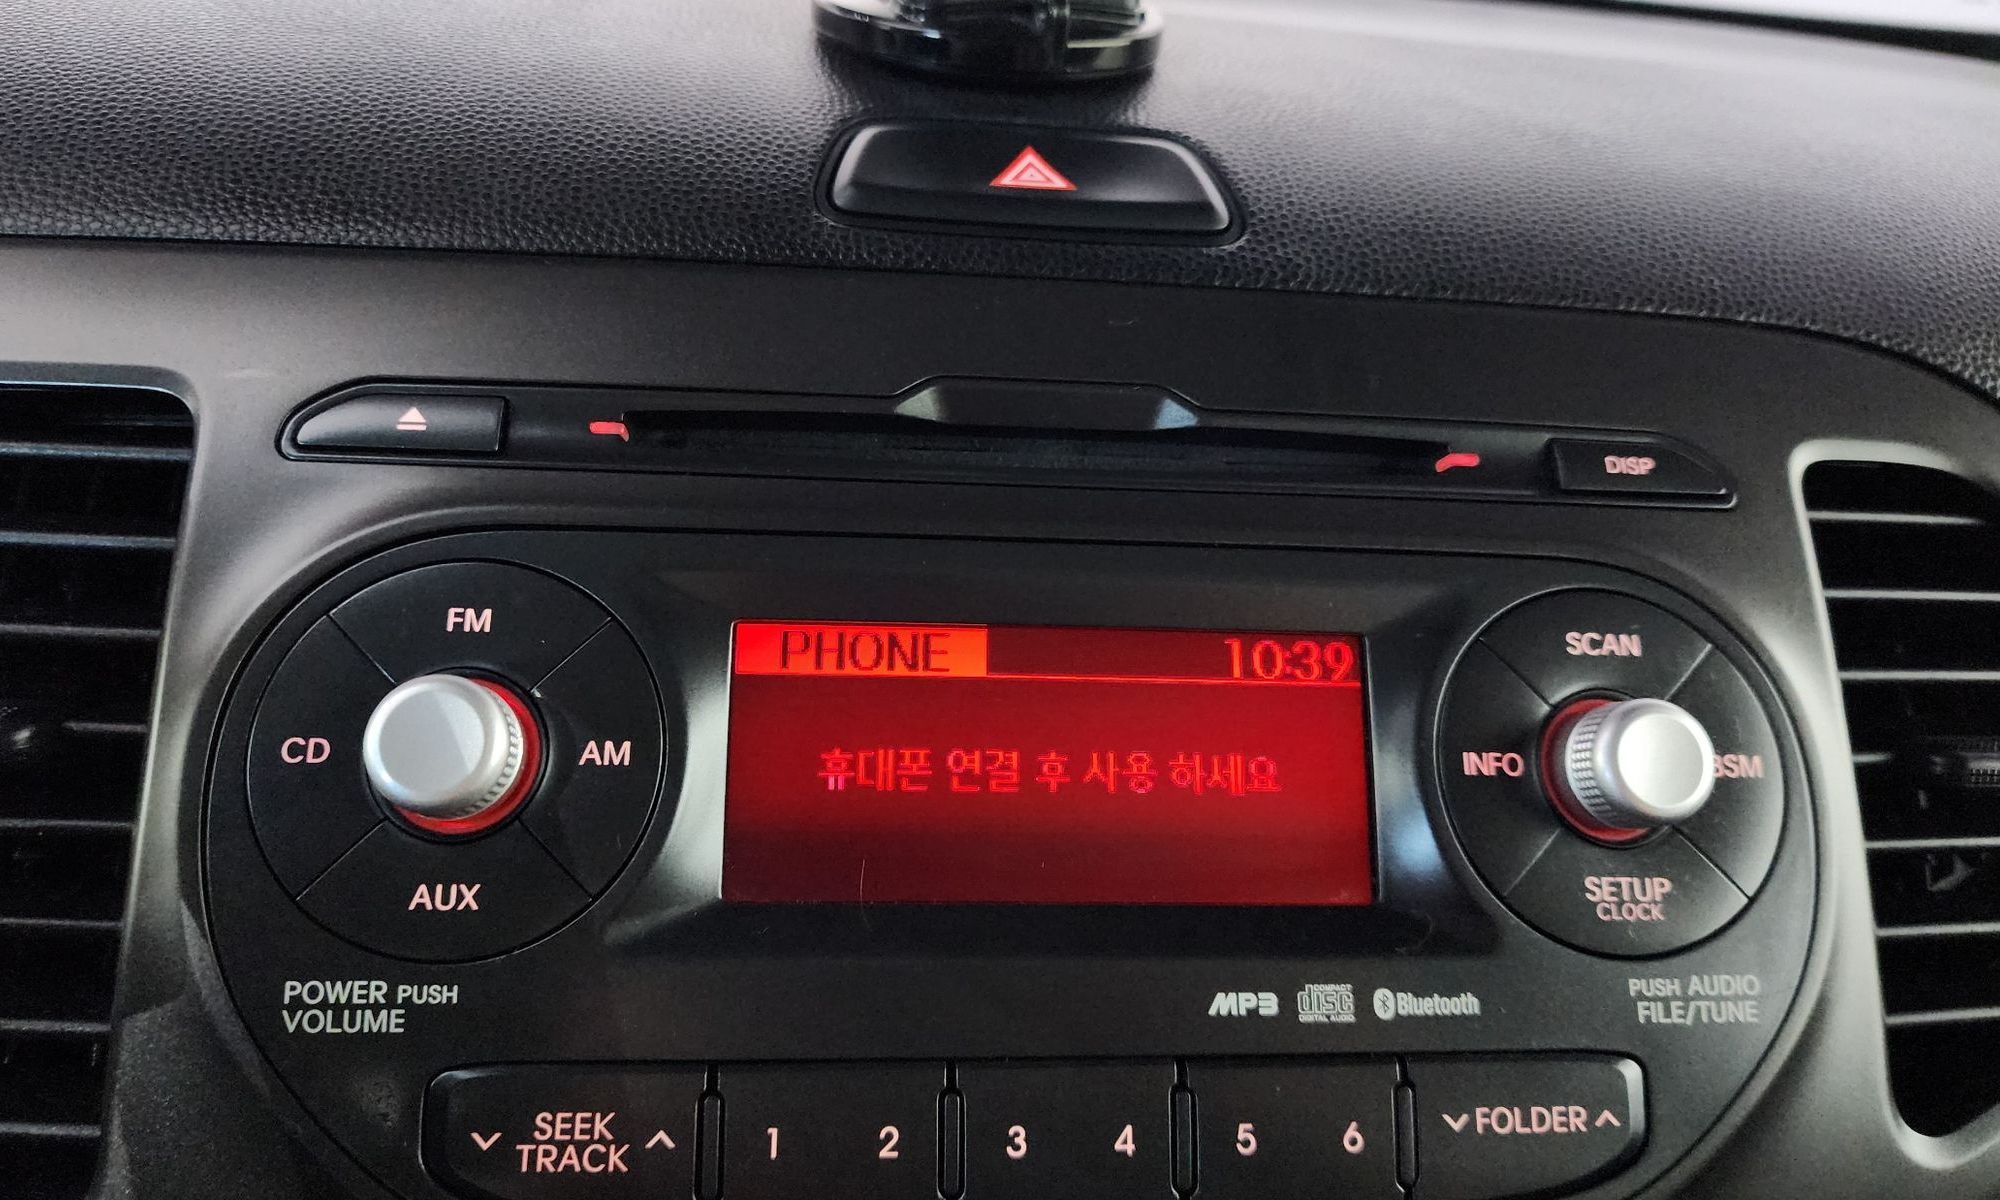 DISP
FM
CD
AM
AUX
POWER PUSH
VOLUME
PHONE 10:39
휴대폰 연결 후 사용 하세요
SCAN
INFO
BSM
SETUP
CLOCK
MP3 COMPACT disc DIGITAL AUDIO Bluetooth
PUSH AUDIO
FILE/TUNE
SEEK
TRACK
1 2 3 4 5 6
FOLDER